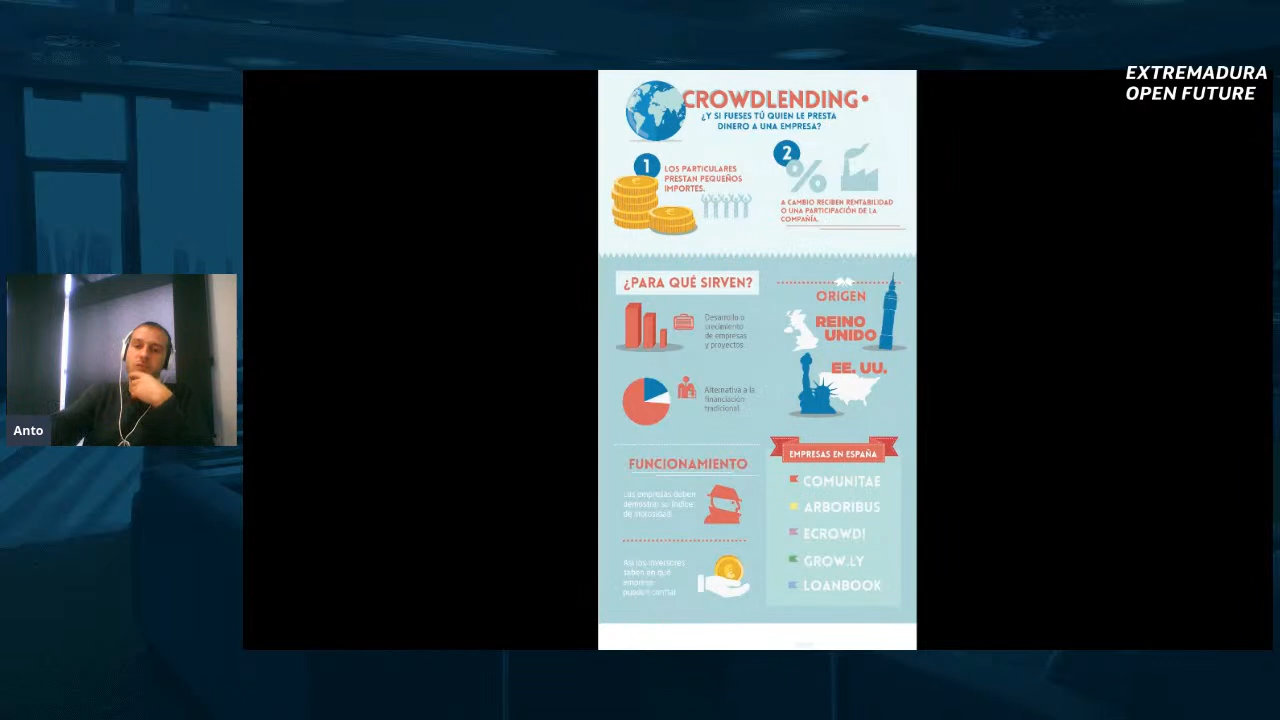 EXTREMADURA
OPEN FUTURE
CROWDLENDING
¿Y SI FUESES TÚ QUIEN LE PRESTA
DINERO A UNA EMPRESA?
1
LOS PARTICULARES
PRESTAN PEQUEÑOS
IMPORTES.
2
%
A CAMBIO RECIBEN RENTABILIDAD
O UNA PARTICIPACIÓN DE LA
COMPAÑÍA.
¿PARA QUÉ SIRVEN?
Desarrollo o
crecimiento
de empresas
y proyectos.
Alternativa a la
financiación
tradicional.
ORIGEN
REINO
UNIDO
EE. UU.
FUNCIONAMIENTO
Las empresas deben
demostrar su índice
de morosidad.
Así los inversores
saben en qué
empresas
pueden confiar.
EMPRESAS EN ESPAÑA
COMUNITAE
ARBORIBUS
ECROWD!
GROW.LY
LOANBOOK
Anto